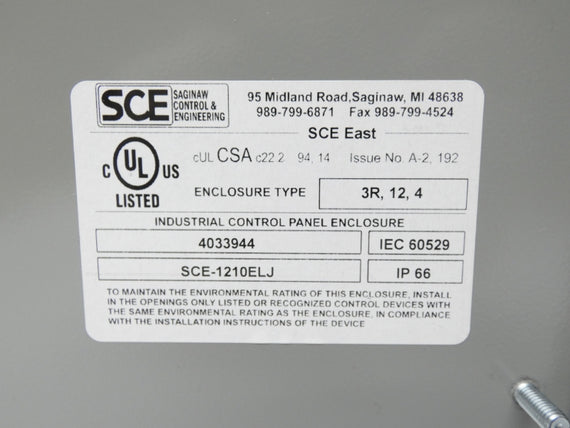 SCE SAGINAW CONTROL & ENGINEERING
95 Midland Road,Saginaw, MI 48638
989-799-6871 Fax 989-799-4524
SCE East
cUL CSA c22.2 94, 14 Issue No. A-2, 192
C UL US
LISTED
ENCLOSURE TYPE 3R, 12, 4
INDUSTRIAL CONTROL PANEL ENCLOSURE
4033944 IEC 60529
SCE-1210ELJ IP 66
TO MAINTAIN THE ENVIRONMENTAL RATING OF THIS ENCLOSURE, INSTALL
IN THE OPENINGS ONLY LISTED OR RECOGNIZED CONTROL DEVICES WITH
THE SAME ENVIRONMENTAL RATING AS THE ENCLOSURE, IN COMPLIANCE
WITH THE INSTALLATION INSTRUCTIONS OF THE DEVICE